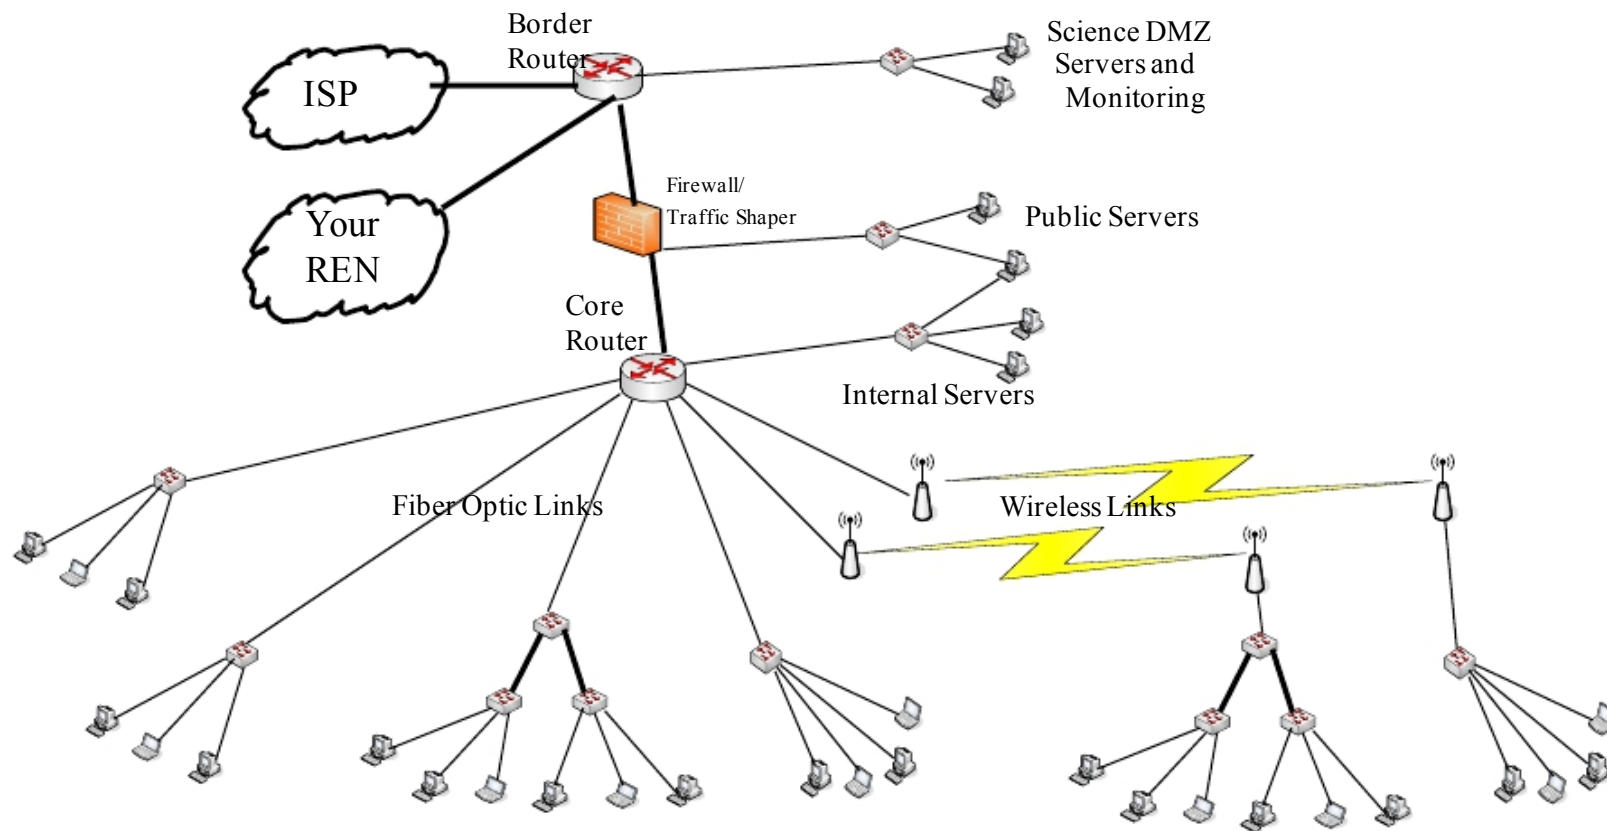 Border
Router
Science DMZ
Servers and
Monitoring
ISP
Firewall/
Traffic Shaper
Public Servers
Your
REN
Core
Router
Internal Servers
Fiber Optic Links
Wireless Links